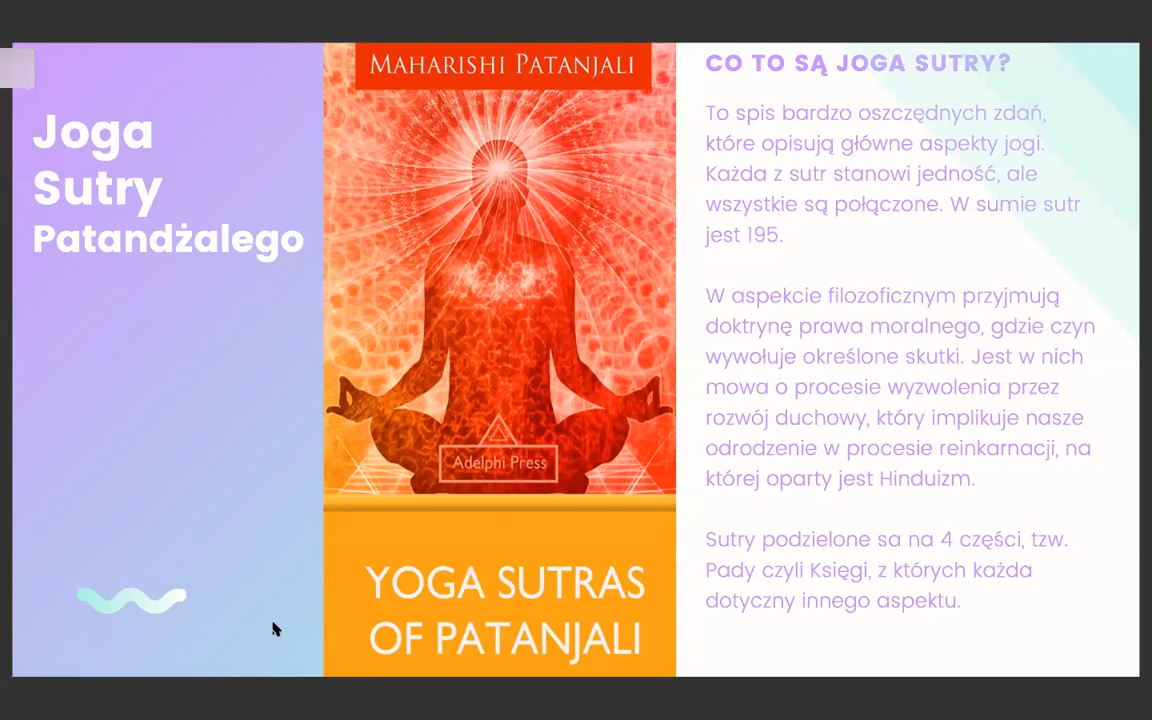 Joga
Sutry
Patandżalego
MAHARISHI PATANJALI
Adelphi Press
YOGA SUTRAS
OF PATANJALI
CO TO SĄ JOGA SUTRY?
To spis bardzo oszczędnych zdań,
które opisują główne aspekty jogi.
Każda z sutr stanowi jedność, ale
wszystkie są połączone. W sumie sutr
jest 195.
W aspekcie filozoficznym przyjmują
doktrynę prawa moralnego, gdzie czyn
wywołuje określone skutki. Jest w nich
mowa o procesie wyzwolenia przez
rozwój duchowy, który implikuje nasze
odrodzenie w procesie reinkarnacji, na
której oparty jest Hinduizm.
Sutry podzielone sa na 4 części, tzw.
Pady czyli Księgi, z których każda
dotyczny innego aspektu.